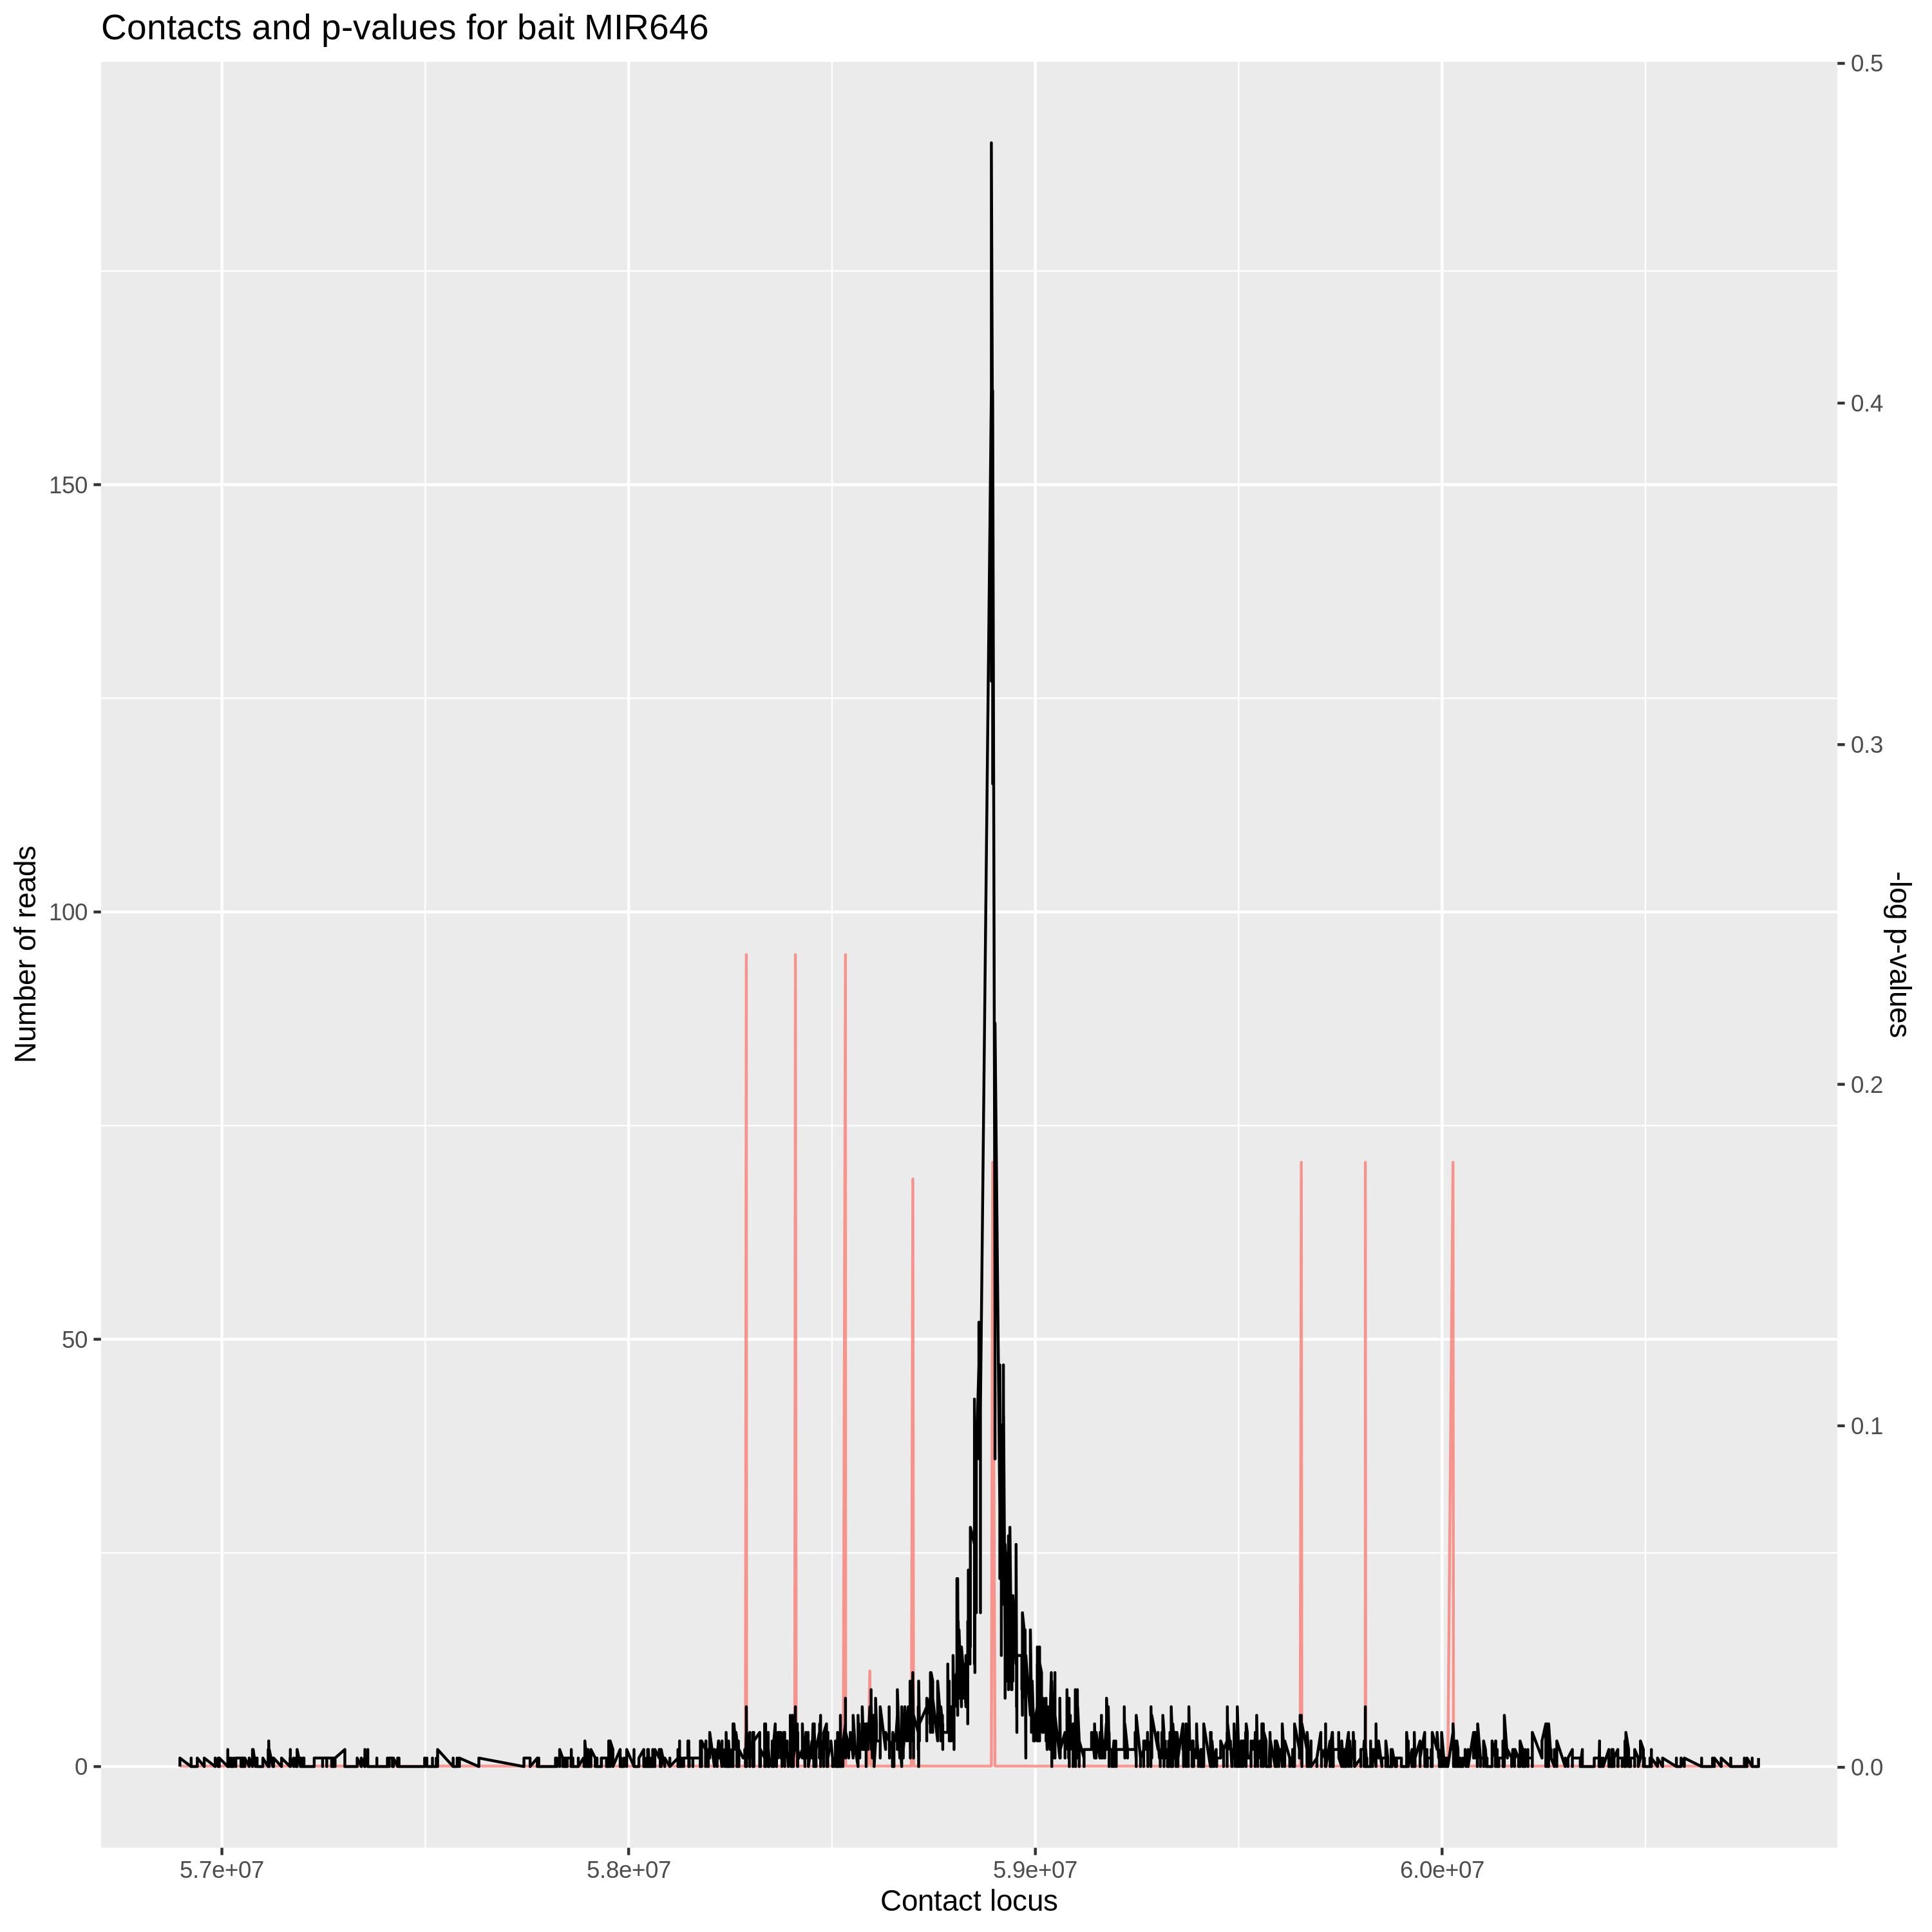 Contacts and p-values for bait MIR646
Number of reads
150
100
50
0
0.5
0.4
0.3
0.2
0.1
0.0
-log p-values
5.7e+07 5.8e+07 5.9e+07 6.0e+07
Contact locus